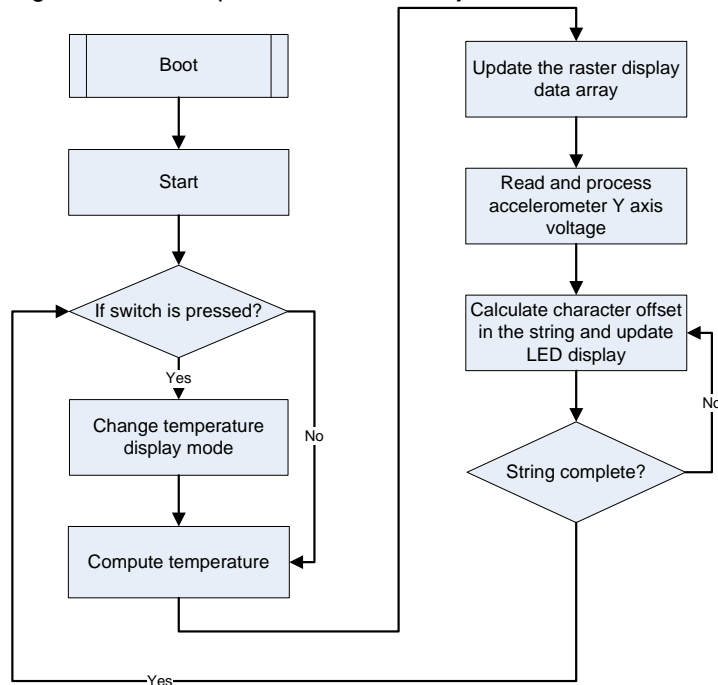 Boot
Start
If switch is pressed?
Yes
No
Change temperature
display mode
Compute temperature
Update the raster display
data array
Read and process
accelerometer Y axis
voltage
Calculate character offset
in the string and update
LED display
No
String complete?
Yes